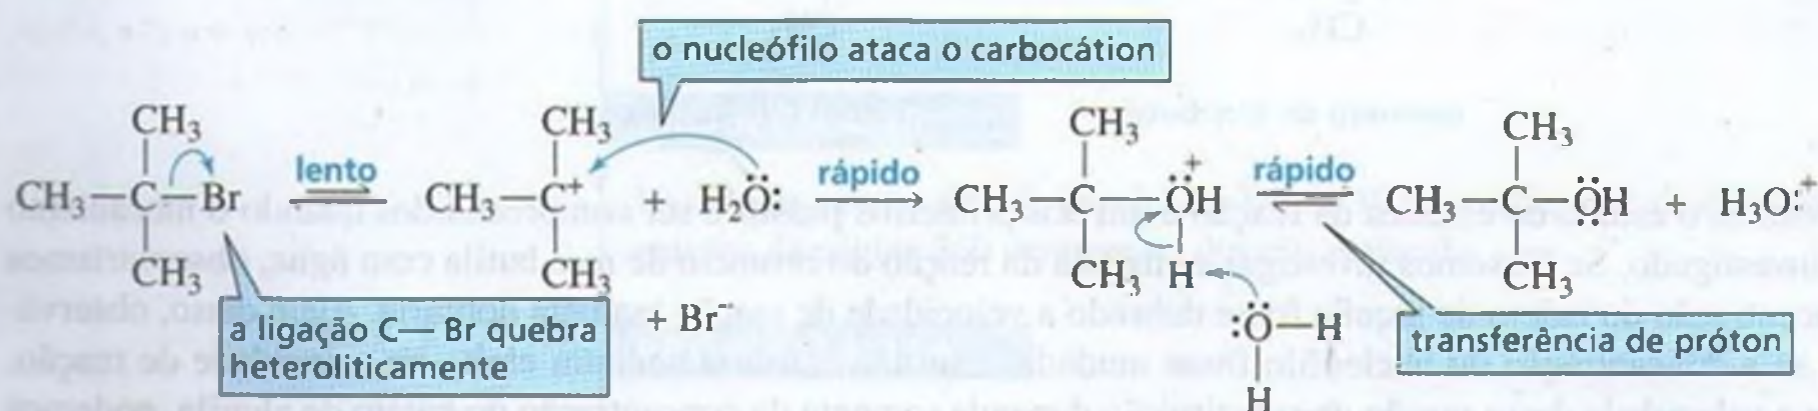 o nucleófilo ataca o carbocátion
CH₃ CH₃ CH₃ CH₃
lento rápido rápido
CH₃—C—Br CH₃—C⁺ + H₂Ö: CH₃—C—ÖH⁺ CH₃—C—ÖH + H₃O:⁺
CH₃ CH₃ CH₃ H CH₃
a ligação C—Br quebra
heteroliticamente
+ Br⁻
:O—H
H
transferência de próton